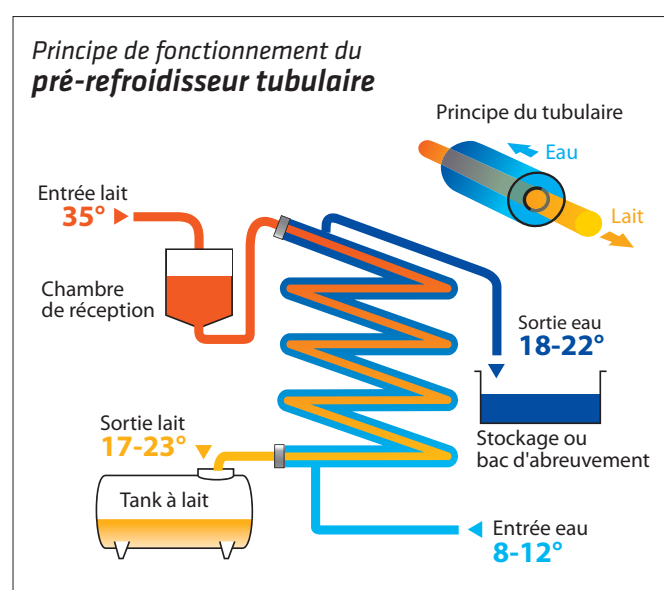 Principe de fonctionnement du
pré-refroidisseur tubulaire
Principe du tubulaire
Eau
Lait
Entrée lait
35°
Chambre
de réception
Sortie eau
18-22°
Stockage ou
bac d'abreuvement
Sortie lait
17-23°
Tank à lait
Entrée eau
8-12°